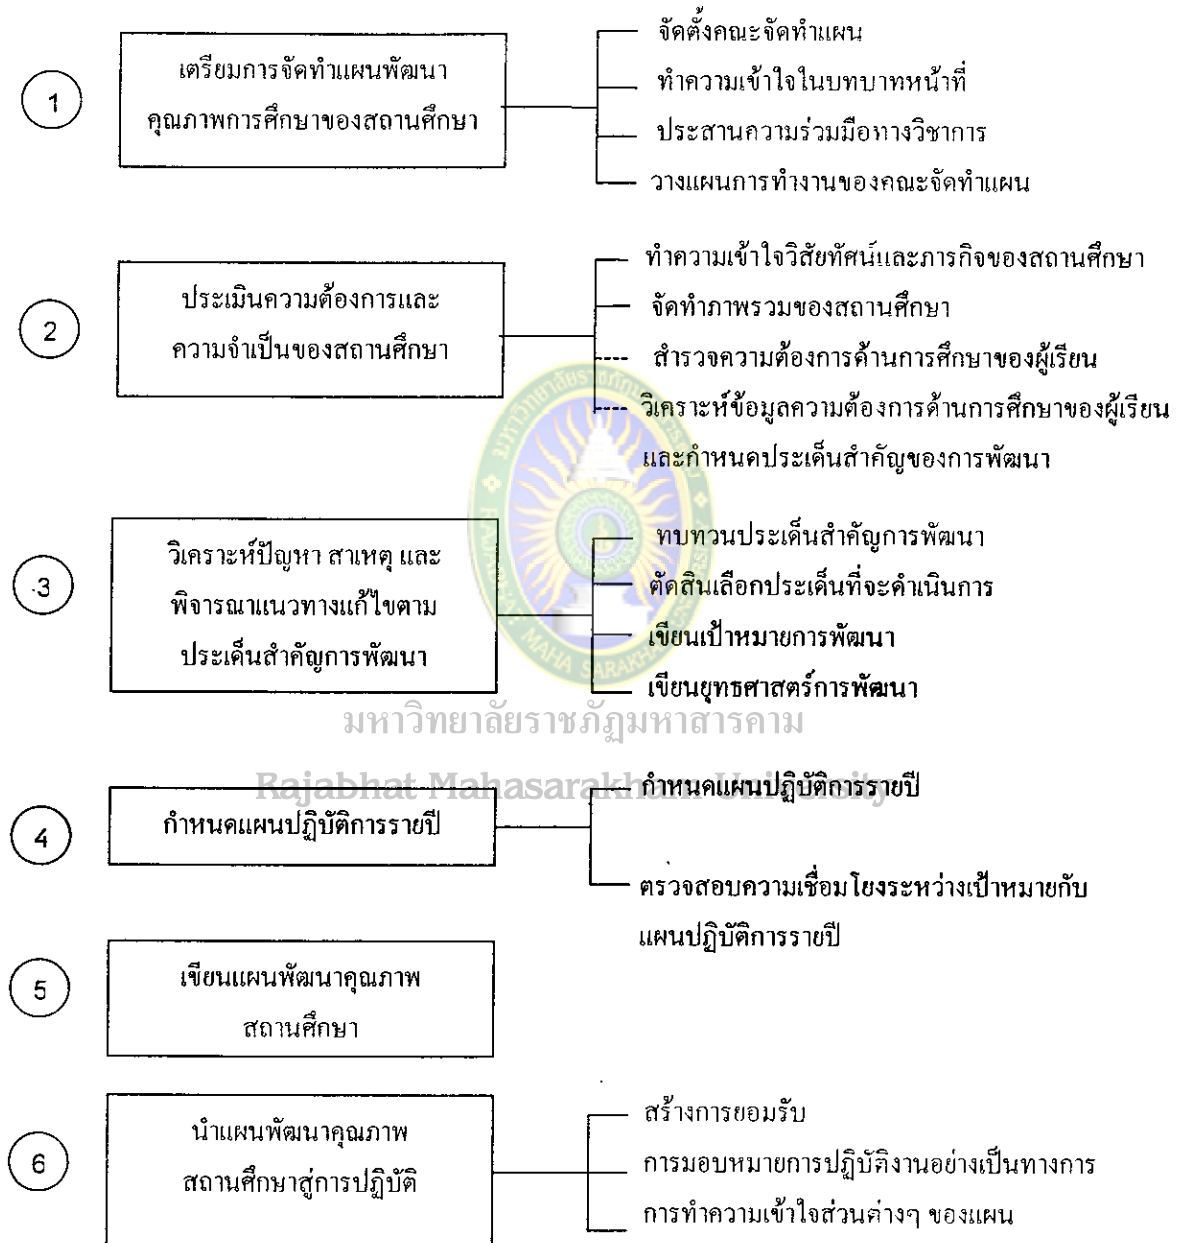 1
เตรียมการจัดทำแผนพัฒนา
คุณภาพการศึกษาของสถานศึกษา
จัดตั้งคณะจัดทำแผน
ทำความเข้าใจในบทบาทหน้าที่
ประสานความร่วมมือทางวิชาการ
วางแผนการทำงานของคณะจัดทำแผน
2
ประเมินความต้องการและ
ความจำเป็นของสถานศึกษา
ทำความเข้าใจวิสัยทัศน์และภารกิจของสถานศึกษา
จัดทำภาพรวมของสถานศึกษา
สำรวจความต้องการด้านการศึกษาของผู้เรียน
วิเคราะห์ข้อมูลความต้องการด้านการศึกษาของผู้เรียน
และกำหนดประเด็นสำคัญของการพัฒนา
3
วิเคราะห์ปัญหา สาเหตุ และ
พิจารณาแนวทางแก้ไขตาม
ประเด็นสำคัญการพัฒนา
ทบทวนประเด็นสำคัญการพัฒนา
ตัดสินเลือกประเด็นที่จะดำเนินการ
เขียนเป้าหมายการพัฒนา
เขียนยุทธศาสตร์การพัฒนา
มหาวิทยาลัยราชภัฏมหาสารคาม
Rajabhat Mahasarakham University
4
กำหนดแผนปฏิบัติการรายปี
กำหนดแผนปฏิบัติการรายปี
ตรวจสอบความเชื่อมโยงระหว่างเป้าหมายกับ
แผนปฏิบัติการรายปี
5
เขียนแผนพัฒนาคุณภาพ
สถานศึกษา
6
นำแผนพัฒนาคุณภาพ
สถานศึกษาสู่การปฏิบัติ
สร้างการยอมรับ
การมอบหมายการปฏิบัติงานอย่างเป็นทางการ
การทำความเข้าใจส่วนต่างๆ ของแผน